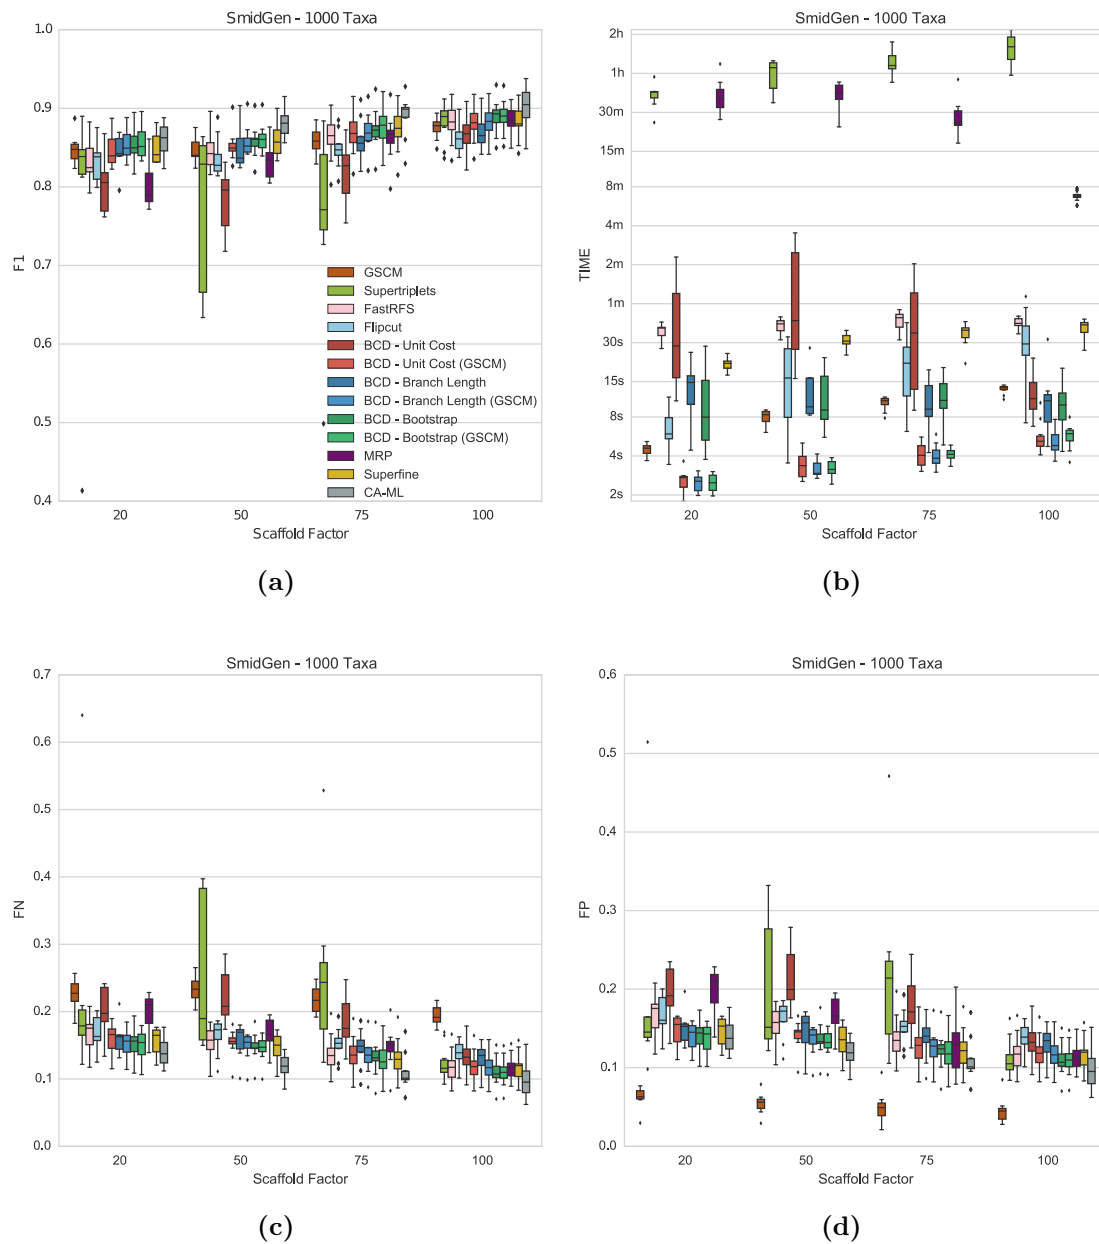 SmidGen - 1000 Taxa
1.0
0.9
0.8
0.7
0.6
0.5
0.4
F1
20
50
75
100
Scaffold Factor
GSCM
Supertriplets
FastRFS
Flipcut
BCD - Unit Cost
BCD - Unit Cost (GSCM)
BCD - Branch Length
BCD - Branch Length (GSCM)
BCD - Bootstrap
BCD - Bootstrap (GSCM)
MRP
Superfine
CA-ML
(a)
SmidGen - 1000 Taxa
2h
1h
30m
15m
8m
4m
2m
1m
30s
15s
8s
4s
2s
TIME
20
50
75
100
Scaffold Factor
(b)
SmidGen - 1000 Taxa
0.7
0.6
0.5
0.4
0.3
0.2
0.1
0.0
FN
20
50
75
100
Scaffold Factor
(c)
SmidGen - 1000 Taxa
0.6
0.5
0.4
0.3
0.2
0.1
0.0
FP
20
50
75
100
Scaffold Factor
(d)